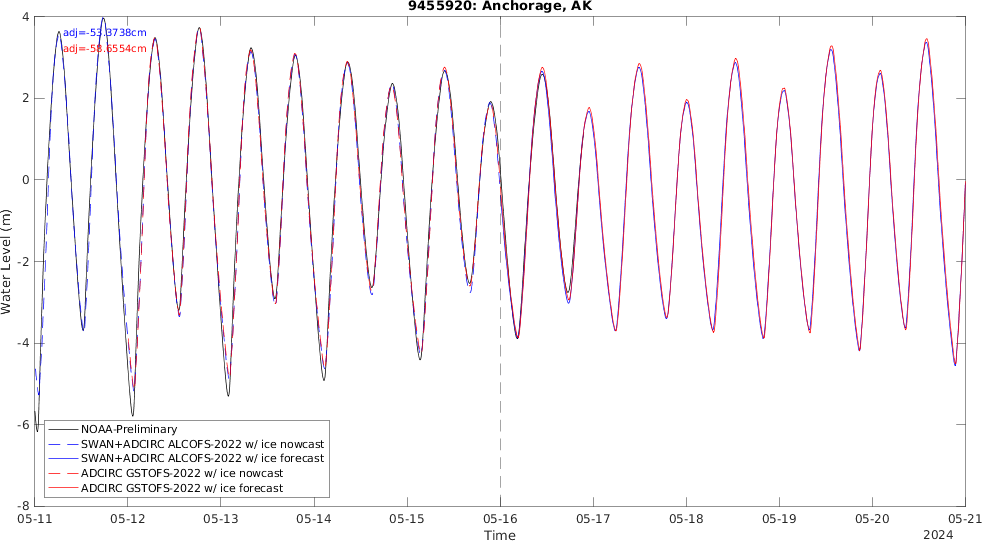 9455920: Anchorage, AK
adj=-53.3738cm
adj=-58.6554cm
Water Level (m)
4
2
0
-2
-4
-6
-8
NOAA-Preliminary
SWAN+ADCIRC ALCOFS-2022 w/ ice nowcast
SWAN+ADCIRC ALCOFS-2022 w/ ice forecast
ADCIRC GSTOFS-2022 w/ ice nowcast
ADCIRC GSTOFS-2022 w/ ice forecast
05-11 05-12 05-13 05-14 05-15 05-16 05-17 05-18 05-19 05-20 05-21
Time
2024